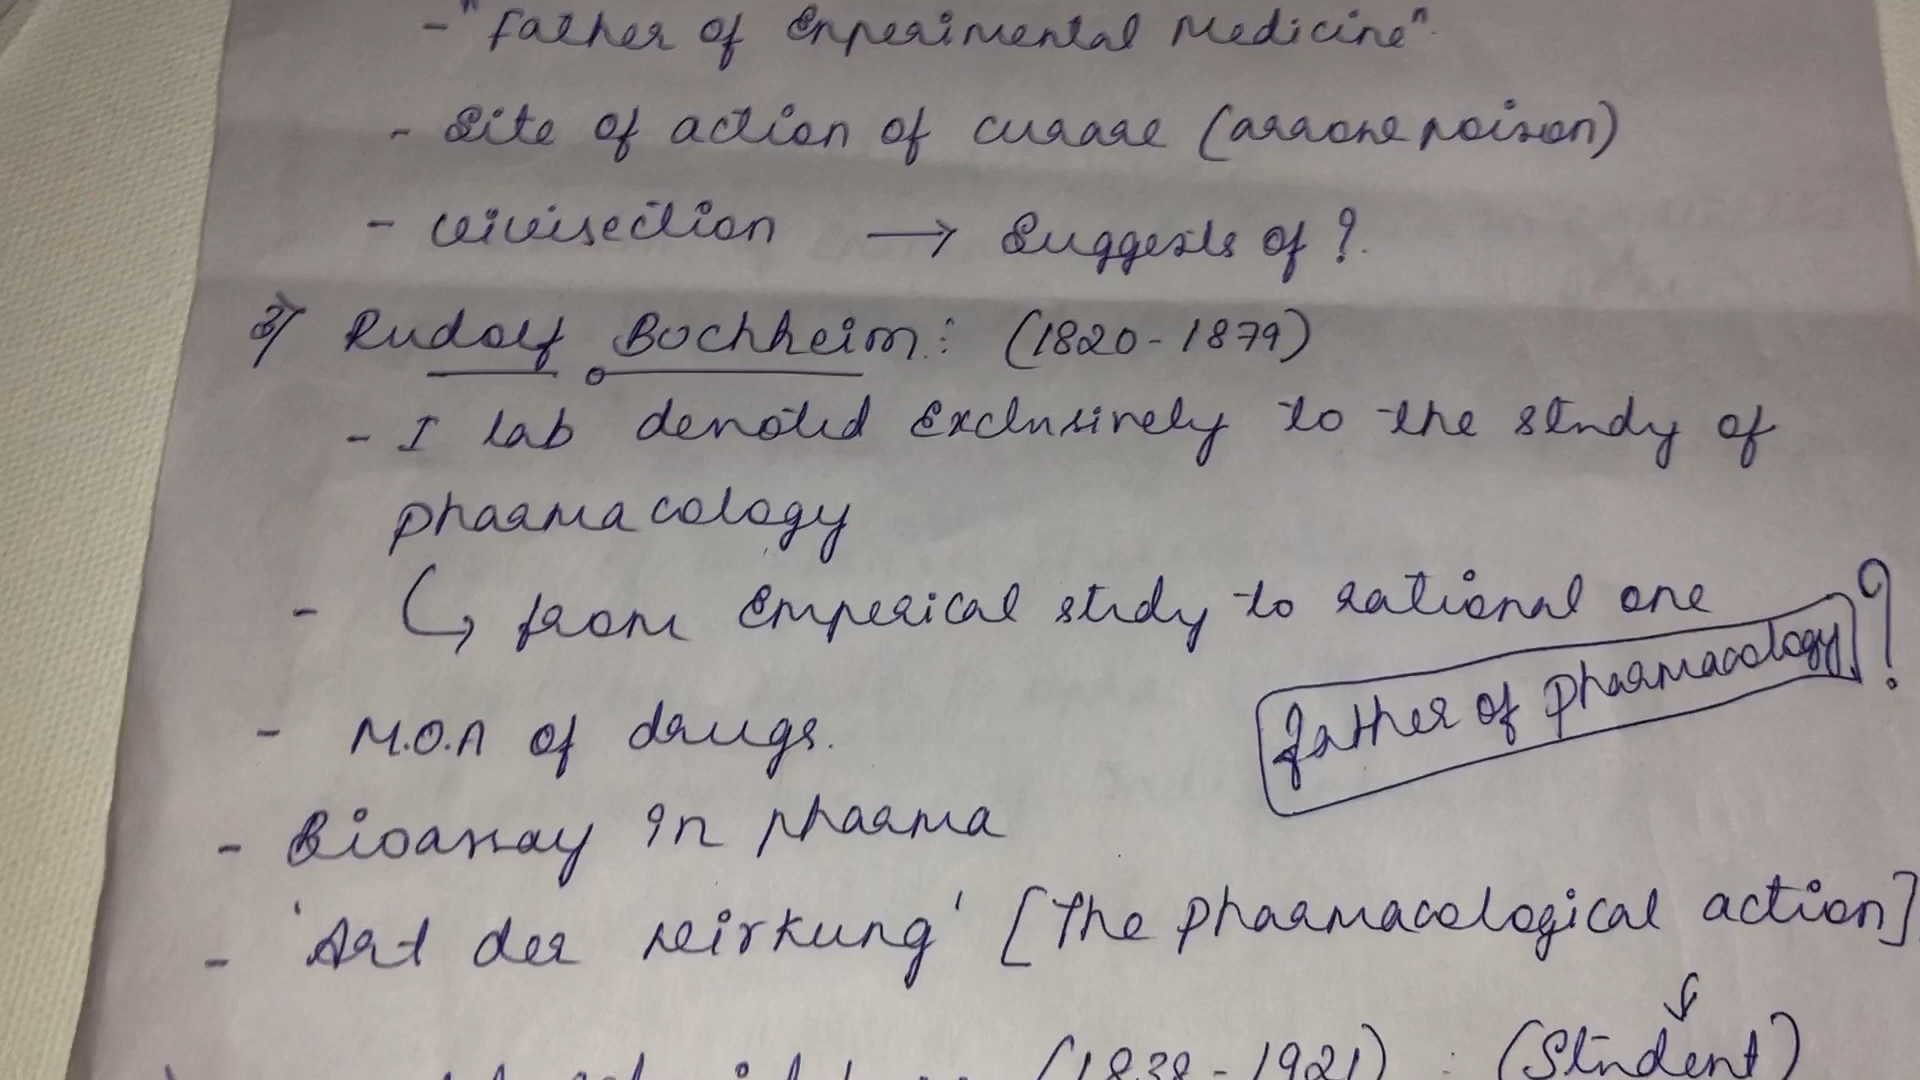 - "Father of Experimental Medicine"
- Site of action of curare (arrow poison)
- vivisection → Suggests of ?
3) Rudolf Buchheim : (1820-1879)
- I lab devoted Exclusively to the study of
pharmacology
- ↳ from Emperical study to rational one
father of pharmacology ?
- M.O.A of drugs.
- Bioassay in pharma
- 'Art der wirkung' [The pharmacological action]
(1838-1921) : (Student)